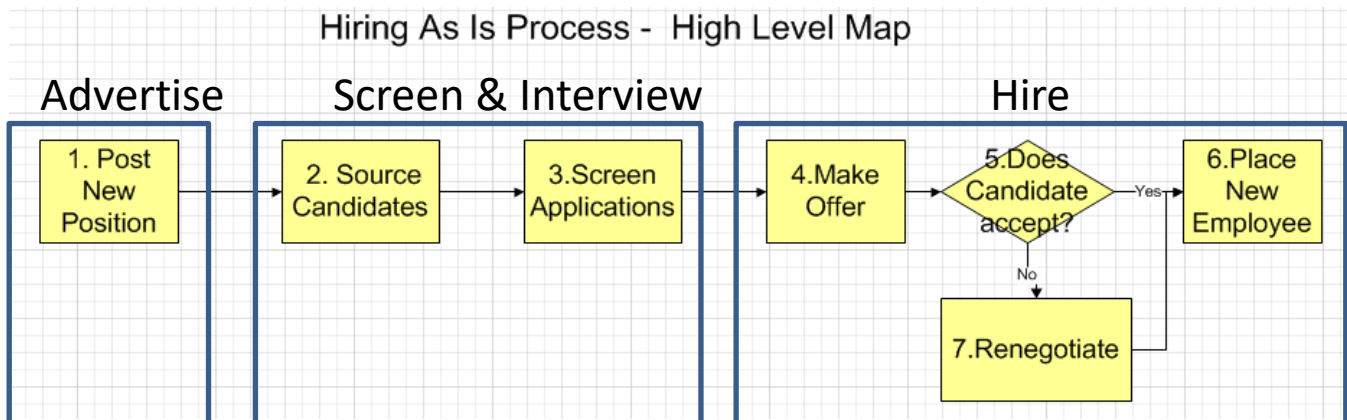 Hiring As Is Process - High Level Map
Advertise
Screen & Interview
Hire
1. Post
New
Position
2. Source
Candidates
3.Screen
Applications
4.Make
Offer
5.Does
Candidate
accept?
Yes
6.Place
New
Employee
No
7.Renegotiate